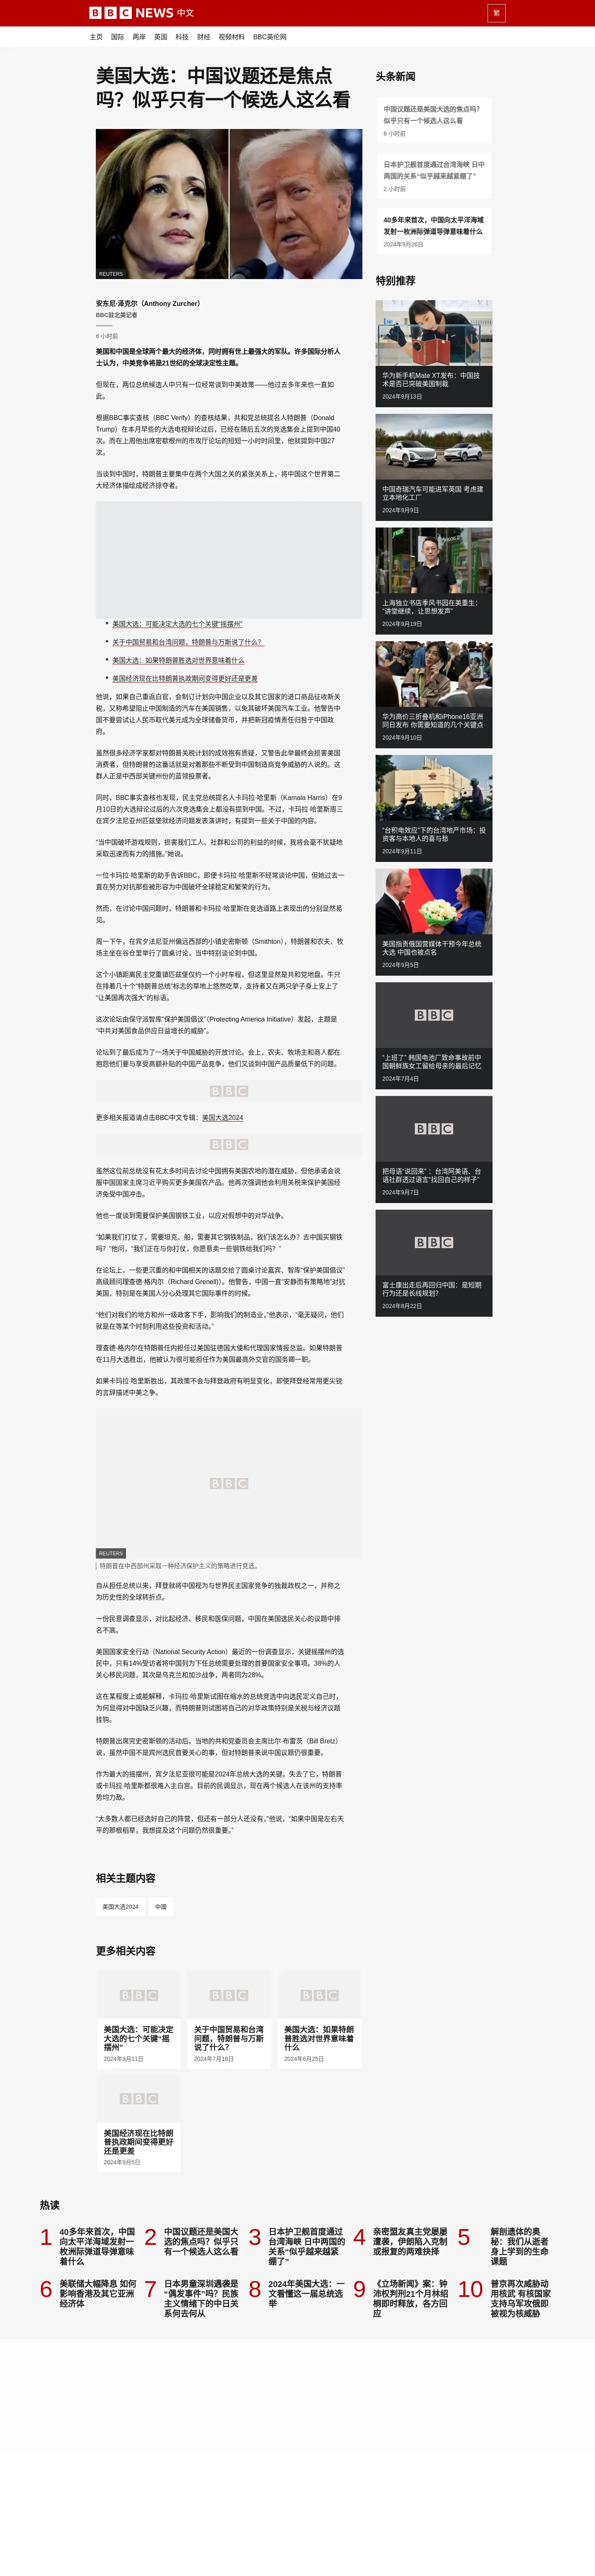 BBC NEWS 中文
繁
主页 国际 两岸 英国 科技 财经 视频材料 BBC英伦网
美国大选：中国议题还是焦点
吗？似乎只有一个候选人这么看
REUTERS
安东尼·泽克尔（Anthony Zurcher）
BBC驻北美记者
6 小时前
美国和中国是全球两个最大的经济体，同时拥有世上最强大的军队。许多国际分析人
士认为，中美竞争将是21世纪的全球决定性主题。
但现在，两位总统候选人中只有一位经常谈到中美政策——他过去多年来也一直如
此。
根据BBC事实查核（BBC Verify）的查核结果，共和党总统提名人特朗普（Donald
Trump）在本月早些的大选电视辩论过后，已经在随后五次的竞选集会上提到中国40
次。而在上周他出席密歇根州的市政厅论坛的短短一小时时间里，他就提到中国27
次。
当谈到中国时，特朗普主要集中在两个大国之关的紧张关系上，将中国这个世界第二
大经济体描绘成经济掠夺者。
美国大选：可能决定大选的七个关键“摇摆州”
关于中国贸易和台湾问题，特朗普与万斯说了什么？
美国大选：如果特朗普胜选对世界意味着什么
美国经济现在比特朗普执政期间变得更好还是更差
他说，如果自己重返白宫，会制订计划向中国企业以及其它国家的进口商品征收新关
税，又称希望阻止中国制造的汽车在美国销售，以免其破坏美国汽车工业。他警告中
国不要尝试让人民币取代美元成为全球储备货币，并把新冠疫情责任归咎于中国政
府。
虽然很多经济学家都对特朗普关税计划的成效抱有质疑，又警告此举最终会损害美国
消费者，但特朗普的这番话就是对着那些不断受到中国制造商竞争威胁的人说的。这
群人正是中西部关键州份的蓝领投票者。
同时，BBC事实查核也发现，民主党总统提名人卡玛拉·哈里斯（Kamala Harris）在9
月10日的大选辩论过后的六次竞选集会上都没有提到中国。不过，卡玛拉·哈里斯周三
在宾夕法尼亚州匹兹堡就经济问题发表演讲时，有提到一些关于中国的内容。
“当中国破坏游戏规则，损害我们工人、社群和公司的利益的时候，我将会毫不犹疑地
采取迅速而有力的措施。”她说。
一位卡玛拉·哈里斯的助手告诉BBC，即便卡玛拉·哈里斯不经常谈论中国，但她过去一
直在努力对抗那些被形容为中国破坏全球稳定和繁荣的行为。
然而，在讨论中国问题时，特朗普和卡玛拉·哈里斯在竞选道路上表现出的分别显然易
见。
周一下午，在宾夕法尼亚州偏远西部的小镇史密斯顿（Smithton），特朗普和农夫、牧
场主坐在谷仓里举行了圆桌讨论，当中特别谈论到中国。
这个小镇距离民主党重镇匹兹堡仅约一个小时车程，但这里显然是共和党地盘。牛只
在排着几十个“特朗普总统”标志的草地上悠然吃草，支持者又在两只驴子身上安上了
“让美国再次强大”的标语。
这次论坛由保守派智库“保护美国倡议”（Protecting America Initiative）发起，主题是
“中共对美国食品供应日益增长的威胁”。
论坛到了最后成为了一场关于中国威胁的开放讨论。会上，农夫、牧场主和商人都在
抱怨他们要与享受高额补贴的中国产品竞争，他们又谈到中国产品质量低下的问题。
BBC
更多相关报道请点击BBC中文专辑：美国大选2024
BBC
虽然这位前总统没有花太多时间去讨论中国拥有美国农地的潜在威胁，但他承诺会说
服中国国家主席习近平购买更多美国农产品。他再次强调他会利用关税来保护美国经
济免受中国冲击。
他也一度谈到需要保护美国钢铁工业，以应对假想中的对华战争。
“如果我们打仗了，需要坦克、船，需要其它钢铁制品，我们该怎么办？去中国买钢铁
吗？”他问，“我们正在与你打仗，你愿意卖一些钢铁给我们吗？”
在论坛上，一些更沉重的和中国相关的话题交给了圆桌讨论嘉宾、智库“保护美国倡议”
高级顾问理查德·格内尔（Richard Grenell)）。他警告，中国一直“安静而有策略地”对抗
美国，特别是在美国人分心处理其它国际事件的时候。
“他们对我们的地方和州一级政客下手，影响我们的制造业，”他表示，“毫无疑问，他们
就是在等某个时刻利用这些投资和活动。”
理查德·格内尔在特朗普任内担任过美国驻德国大使和代理国家情报总监。如果特朗普
在11月大选胜出，他被认为很可能担任作为美国最高外交官的国务卿一职。
如果卡玛拉·哈里斯胜出，其政策不会与拜登政府有明显变化，即使拜登经常用更尖锐
的言辞描述中美之争。
BBC
REUTERS
特朗普在中西部州采取一种经济保护主义的策略进行竞选。
自从担任总统以来，拜登就将中国视为与世界民主国家竞争的独裁政权之一，并称之
为历史性的全球转折点。
一份民意调查显示，对比起经济、移民和医保问题，中国在美国选民关心的议题中排
名不高。
美国国家安全行动（National Security Action）最近的一份调查显示，关键摇摆州的选
民中，只有14%受访者将中国列为下任总统需要处理的首要国家安全事项。38%的人
关心移民问题，其次是乌克兰和加沙战争，两者同为28%。
这在某程度上或能解释，卡玛拉·哈里斯试图在缩水的总统竞选中向选民定义自己时，
为何显得对中国缺乏兴趣，而特朗普则试图将自己的对华政策特别是关税与经济议题
挂钩。
特朗普出席完史密斯顿的活动后，当地的共和党委员会主席比尔·布雷茨（Bill Bretz）
说，虽然中国不是宾州选民首要关心的事，但对特朗普来说中国议题仍很重要。
作为最大的摇摆州，宾夕法尼亚很可能是2024年总统大选的关键。失去了它，特朗普
或卡玛拉·哈里斯都很难入主白宫。目前的民调显示，现在两个候选人在该州的支持率
势均力敌。
“大多数人都已经选好自己的阵营，但还有一部分人还没有，”他说，“如果中国是左右天
平的那根稻草，我想提及这个问题仍然很重要。”
相关主题内容
美国大选2024 中國
更多相关内容
BBC BBC BBC
美国大选：可能决定
大选的七个关键“摇
摆州”
2024年9月11日
关于中国贸易和台湾
问题，特朗普与万斯
说了什么？
2024年7月18日
美国大选：如果特朗
普胜选对世界意味着
什么
2024年6月25日
BBC
美国经济现在比特朗
普执政期间变得更好
还是更差
2024年9月5日
头条新闻
中国议题还是美国大选的焦点吗？
似乎只有一个候选人这么看
6 小时前
日本护卫舰首度通过台湾海峡 日中
两国的关系“似乎越来越紧绷了”
2 小时前
40多年来首次，中国向太平洋海域
发射一枚洲际弹道导弹意味着什么
2024年9月26日
特别推荐
华为新手机Mate XT发布：中国技
术是否已突破美国制裁
2024年9月13日
中国奇瑞汽车可能进军英国 考虑建
立本地化工厂
2024年9月9日
上海独立书店季风书园在美重生：
“讲堂继续，让思想发声”
2024年9月19日
华为高价三折叠机和iPhone16亚洲
同日发布 你需要知道的几个关键点
2024年9月10日
“台积电效应”下的台湾地产市场：投
资客与本地人的喜与愁
2024年9月11日
美国指责俄国营媒体干预今年总统
大选 中国也被点名
2024年9月5日
BBC
“上班了” 韩国电池厂致命事故前中
国朝鲜族女工留给母亲的最后记忆
2024年7月4日
BBC
把母语“说回来” ：台湾阿美语、台
语社群透过语言“找回自己的样子”
2024年9月7日
BBC
富士康出走后再回归中国：是短期
行为还是长线规划？
2024年8月22日
热读
1 40多年来首次，中国
向太平洋海域发射一
枚洲际弹道导弹意味
着什么
2 中国议题还是美国大
选的焦点吗？似乎只
有一个候选人这么看
3 日本护卫舰首度通过
台湾海峡 日中两国的
关系“似乎越来越紧
绷了”
4 亲密盟友真主党屡屡
遭袭，伊朗陷入克制
或报复的两难抉择
5 解剖遗体的奥
秘：我们从逝者
身上学到的生命
课题
6 美联储大幅降息 如何
影响香港及其它亚洲
经济体
7 日本男童深圳遇袭是
“偶发事件”吗？民族
主义情绪下的中日关
系何去何从
8 2024年美国大选：一
文看懂这一届总统选
举
9 《立场新闻》案：钟
沛权判刑21个月林绍
桐即时释放，各方回
应
10 普京再次威胁动
用核武 有核国家
支持乌军攻俄即
被视为核威胁